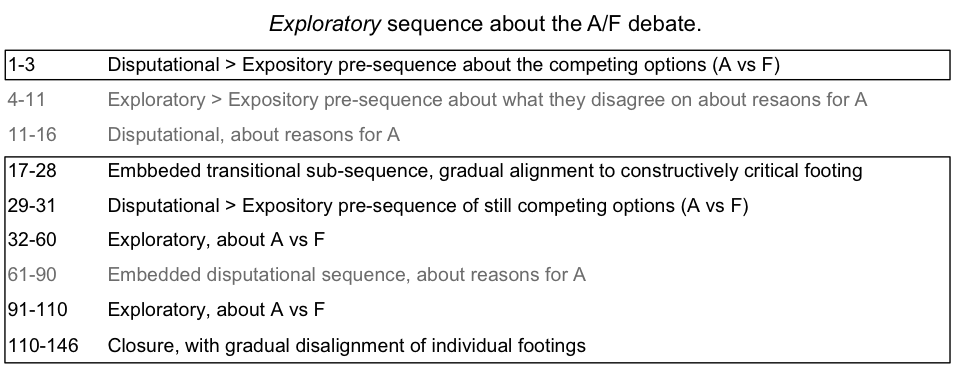 Exploratory sequence about the A/F debate.
1-3 Disputational > Expository pre-sequence about the competing options (A vs F)
4-11 Exploratory > Expository pre-sequence about what they disagree on about resaons for A
11-16 Disputational, about reasons for A
17-28 Embbeded transitional sub-sequence, gradual alignment to constructively critical footing
29-31 Disputational > Expository pre-sequence of still competing options (A vs F)
32-60 Exploratory, about A vs F
61-90 Embedded disputational sequence, about reasons for A
91-110 Exploratory, about A vs F
110-146 Closure, with gradual disalignment of individual footings